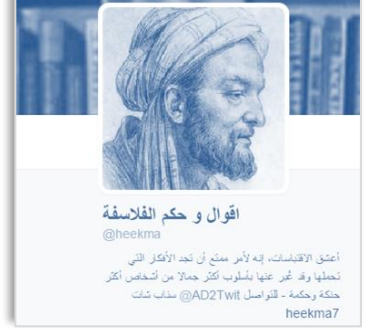 اقوال و حكم الفلاسفة
@heekma
أعشق الاقتباسات، إنه لأمر ممتع أن تجد الأفكار التي
تحملها وقد عُبر عنها بأسلوب أكثر جمالا من أشخاص أكثر
حنكة وحكمة - للتواصل AD2Twit@ سناب شات
heekma7